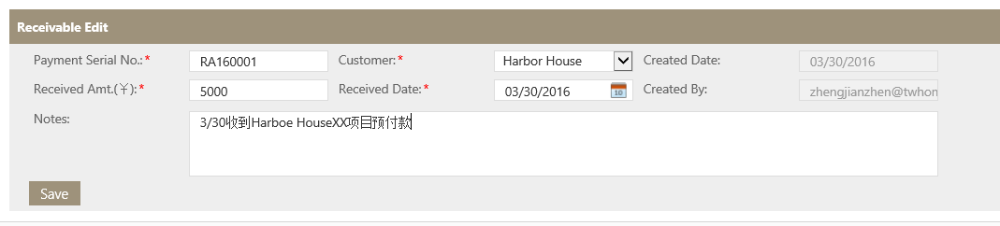 Receivable Edit
Payment Serial No.:* RA160001 Customer:* Harbor House Created Date: 03/30/2016
Received Amt.(¥):* 5000 Received Date:* 03/30/2016 10 Created By: zhengjianzhen@twhon
Notes: 3/30收到Harboe HouseXX项目预付款
Save